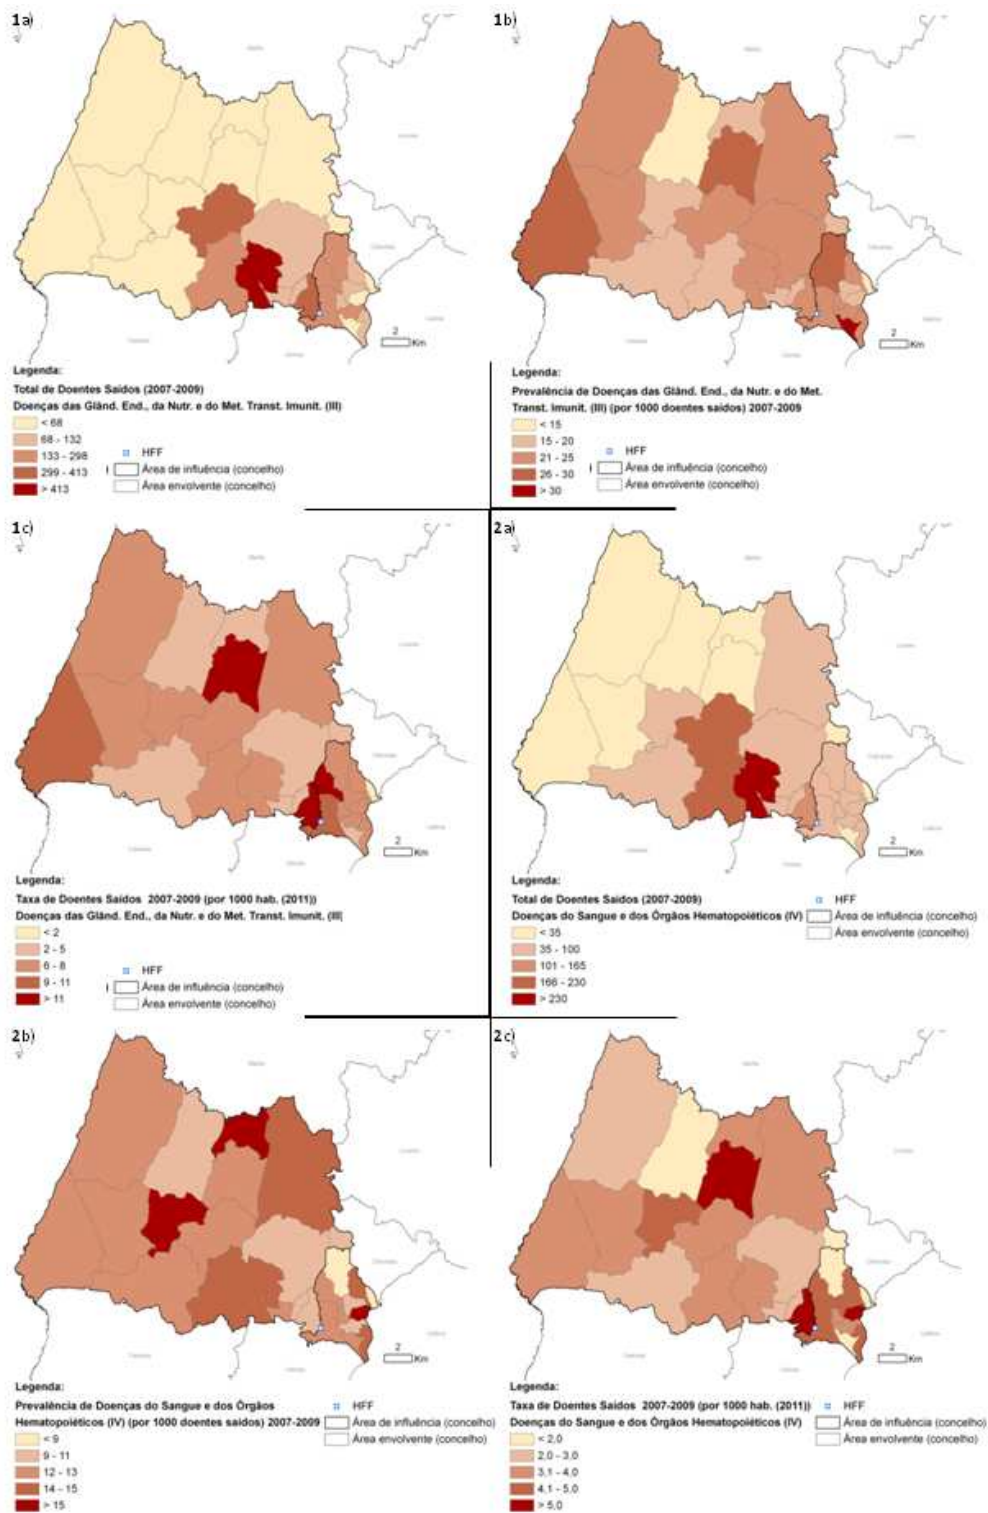 1a)
2
Km
Legenda:
Total de Doentes Saídos (2007-2009)
Doenças das Glând. End., da Nutr. e do Met. Transt. Imunit. (III)
< 68
68 - 132
133 - 298
299 - 413
> 413
HFF
Área de influência (concelho)
Área envolvente (concelho)
1b)
2
Km
Legenda:
Prevalência de Doenças das Glând. End., da Nutr. e do Met.
Transt. Imunit. (III) (por 1000 doentes saídos) 2007-2009
< 15
15 - 20
21 - 25
26 - 30
> 30
HFF
Área de influência (concelho)
Área envolvente (concelho)
1c)
2
Km
Legenda:
Taxa de Doentes Saídos 2007-2009 (por 1000 hab. (2011))
Doenças das Glând. End., da Nutr. e do Met. Transt. Imunit. (III
< 2
2 - 5
6 - 8
9 - 11
> 11
HFF
Área de influência (concelho)
Área envolvente (concelho)
2a)
2
Km
Legenda:
Total de Doentes Saídos (2007-2009)
Doenças do Sangue e dos Órgãos Hematopoiéticos (IV)
< 35
35 - 100
101 - 165
166 - 230
> 230
HFF
Área de influência (concelho)
Área envolvente (concelho)
2b)
2
Km
Legenda:
Prevalência de Doenças do Sangue e dos Órgãos
Hematopoiéticos (IV) (por 1000 doentes saídos) 2007-2009
< 9
9 - 11
12 - 13
14 - 15
> 15
HFF
Área de influência (concelho)
Área envolvente (concelho)
2c)
2
Km
Legenda:
Taxa de Doentes Saídos 2007-2009 (por 1000 hab. (2011))
Doenças do Sangue e dos Órgãos Hematopoiéticos (IV)
< 2,0
2,0 - 3,0
3,1 - 4,0
4,1 - 5,0
> 5,0
HFF
Área de influência (concelho)
Área envolvente (concelho)